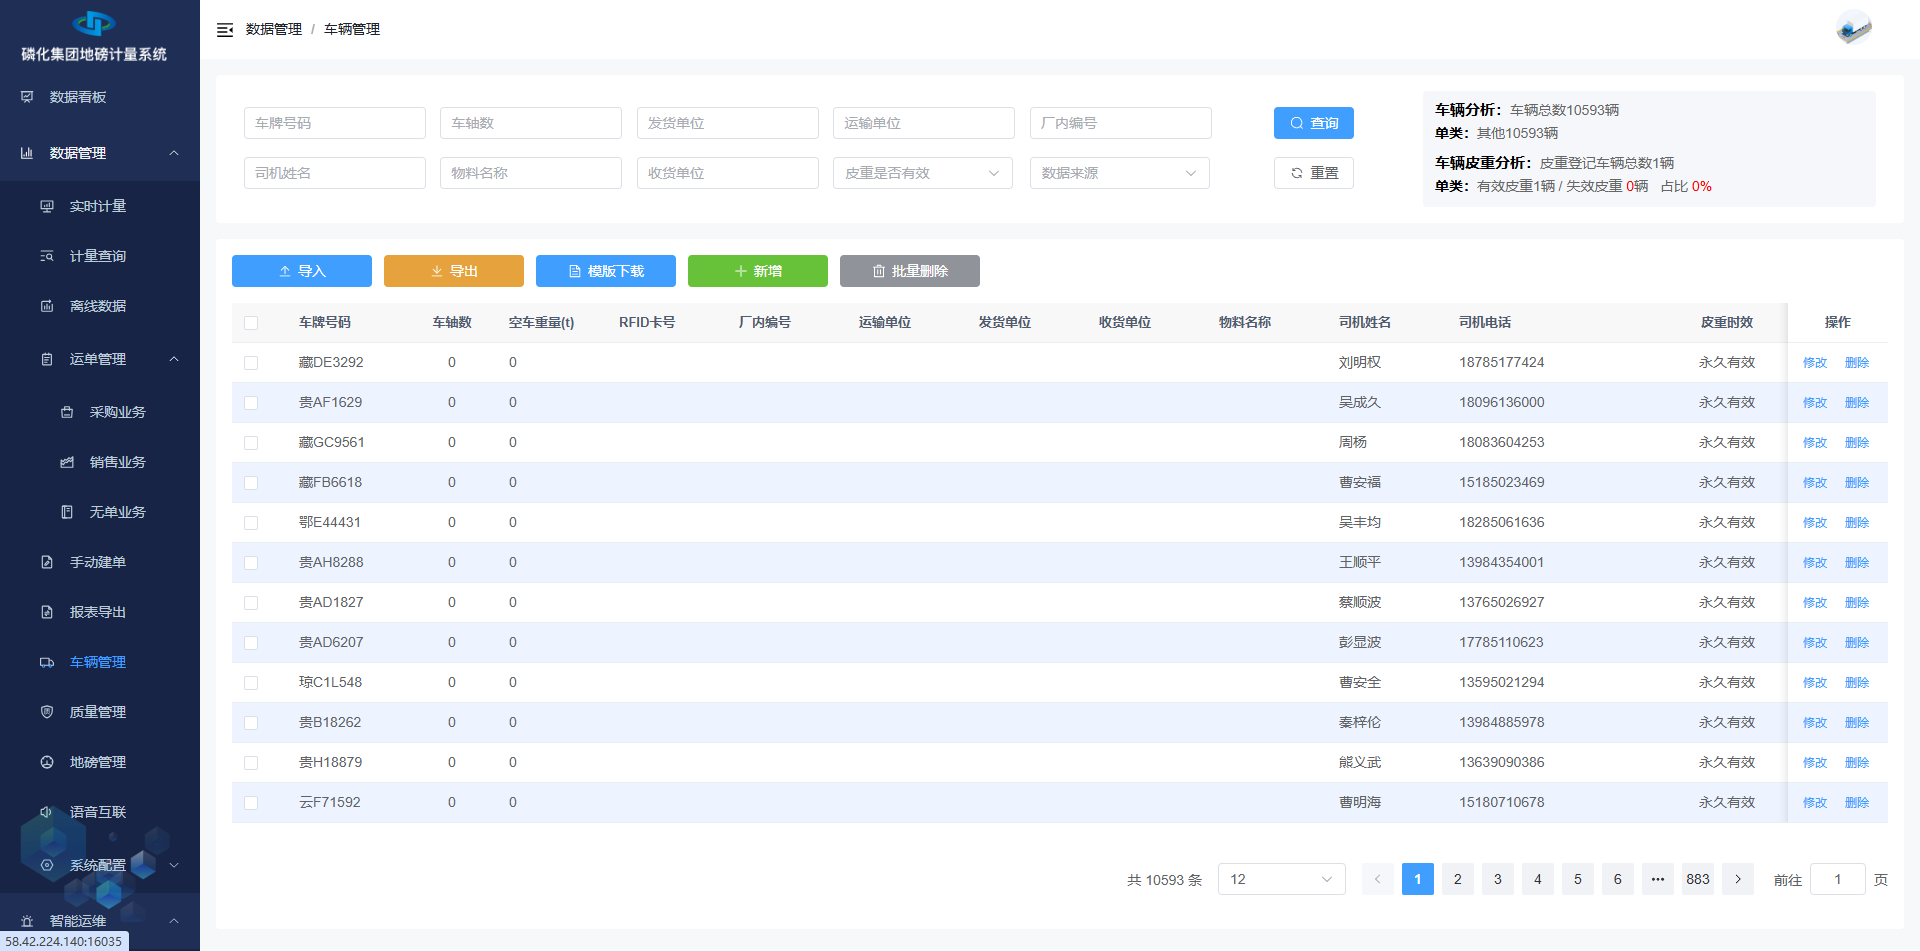 磷化集团地磅计量系统
数据看板
数据管理
实时计量
计量查询
离线数据
运单管理
采购业务
销售业务
无单业务
手动建单
报表导出
车辆管理
质量管理
地磅管理
语音互联
系统配置
智能运维
58.42.224.140:16035
数据管理 / 车辆管理
车牌号码 车轴数 发货单位 运输单位 厂内编号 查询
司机姓名 物料名称 收货单位 皮重是否有效 数据来源 重置
车辆分析： 车辆总数10593辆
单类： 其他10593辆
车辆皮重分析： 皮重登记车辆总数1辆
单类： 有效皮重1辆 / 失效皮重 0辆 占比 0%
导入 导出 模版下载 新增 批量删除
车牌号码 车轴数 空车重量(t) RFID卡号 厂内编号 运输单位 发货单位 收货单位 物料名称 司机姓名 司机电话 皮重时效 操作
藏DE3292 0 0 刘明权 18785177424 永久有效 修改 删除
贵AF1629 0 0 吴成久 18096136000 永久有效 修改 删除
藏GC9561 0 0 周杨 18083604253 永久有效 修改 删除
藏FB6618 0 0 曹安福 15185023469 永久有效 修改 删除
鄂E44431 0 0 吴丰均 18285061636 永久有效 修改 删除
贵AH8288 0 0 王顺平 13984354001 永久有效 修改 删除
贵AD1827 0 0 蔡顺波 13765026927 永久有效 修改 删除
贵AD6207 0 0 彭显波 17785110623 永久有效 修改 删除
琼C1L548 0 0 曹安全 13595021294 永久有效 修改 删除
贵B18262 0 0 秦梓伦 13984885978 永久有效 修改 删除
贵H18879 0 0 熊义武 13639090386 永久有效 修改 删除
云F71592 0 0 曹明海 15180710678 永久有效 修改 删除
共 10593 条 12 1 2 3 4 5 6 ••• 883 前往 1 页